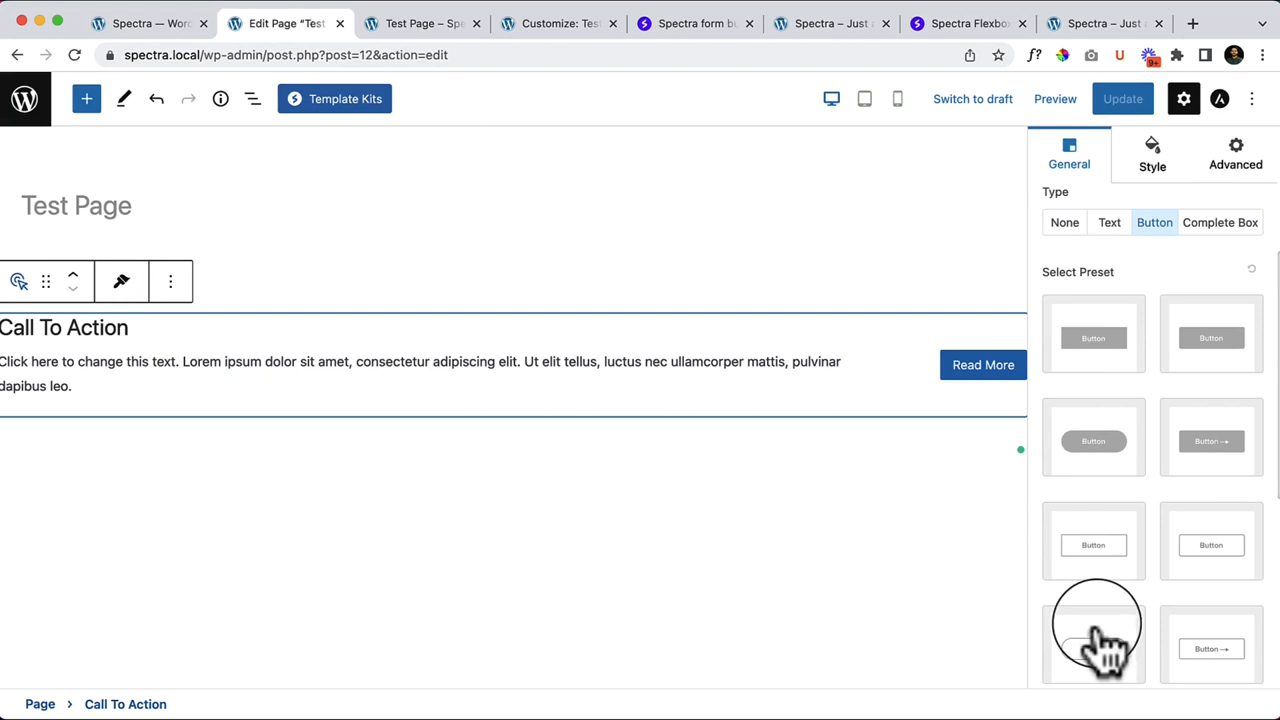 Spectra — Wor
Edit Page "Test
Test Page – Spe
Customize: Tes
Spectra form bu
Spectra – Just a
Spectra Flexbo
Spectra – Just a
spectra.local/wp-admin/post.php?post=12&action=edit
f?
U
9+
Template Kits
Switch to draft
Preview
Update
General
Style
Advanced
Test Page
Type
None
Text
Button
Complete Box
Select Preset
Button
Button
Call To Action
Click here to change this text. Lorem ipsum dolor sit amet, consectetur adipiscing elit. Ut elit tellus, luctus nec ullamcorper mattis, pulvinar
dapibus leo.
Read More
Button
Button →
Button
Button
Button →
Page › Call To Action